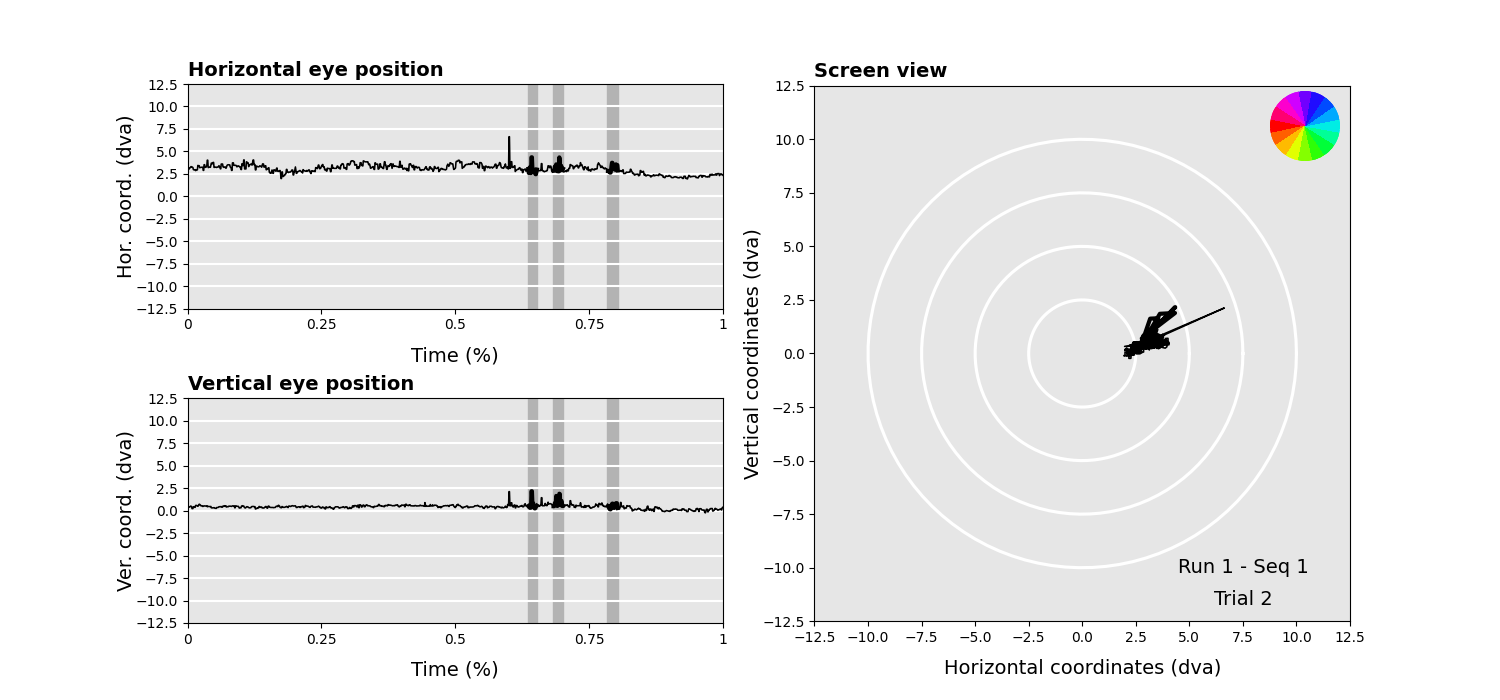 Horizontal eye position
Hor. coord. (dva)
12.5
10.0
7.5
5.0
2.5
0.0
−2.5
−5.0
−7.5
−10.0
−12.5
0 0.25 0.5 0.75 1
Time (%)
Vertical eye position
Ver. coord. (dva)
12.5
10.0
7.5
5.0
2.5
0.0
−2.5
−5.0
−7.5
−10.0
−12.5
0 0.25 0.5 0.75 1
Time (%)
Screen view
Vertical coordinates (dva)
12.5
10.0
7.5
5.0
2.5
0.0
−2.5
−5.0
−7.5
−10.0
−12.5
Run 1 - Seq 1
Trial 2
−12.5 −10.0 −7.5 −5.0 −2.5 0.0 2.5 5.0 7.5 10.0 12.5
Horizontal coordinates (dva)